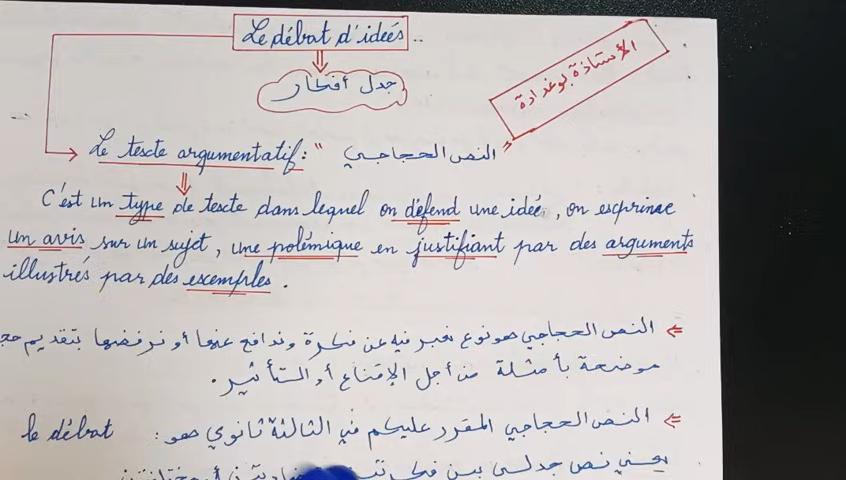 Le débat d'idées ..
جدل أفكار
الأستاذة بوغدادة
Le texte argumentatif : " النص الحجاجي "
C'est un type de texte dans lequel on défend une idée, on exprime
un avis sur un sujet, une polémique en justifiant par des arguments
illustrés par des exemples.
⇐ النص الحجاجي هو نوع نعبر فيه عن فكرة وندافع عنها أو نرفضها بتقديم
موضحة بأمثلة من أجل الإقناع أو التأثير.
⇐ النص الحجاجي المقرر عليكم في الثالثة ثانوي هو : le débat
يعني نص جدلي بين